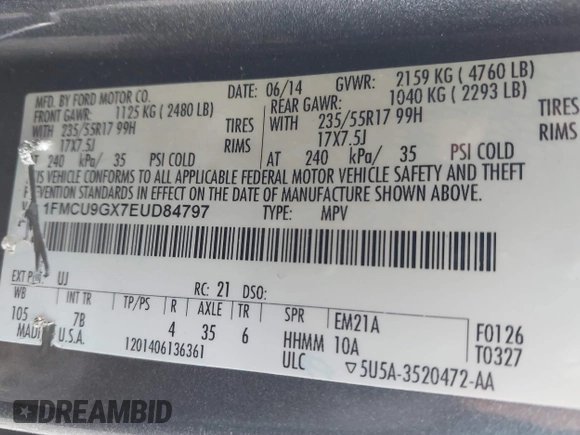 MFD. BY FORD MOTOR CO.
DATE: 06/14 GVWR: 2159 KG ( 4760 LB)
FRONT GAWR: 1125 KG ( 2480 LB) REAR GAWR: 1040 KG ( 2293 LB)
WITH 235/55R17 99H TIRES WITH 235/55R17 99H TIRES
17X7.5J RIMS 17X7.5J RIMS
AT 240 kPa/ 35 PSI COLD AT 240 kPa/ 35 PSI COLD
THIS VEHICLE CONFORMS TO ALL APPLICABLE FEDERAL MOTOR VEHICLE SAFETY AND THEFT
PREVENTION STANDARDS IN EFFECT ON THE DATE OF MANUFACTURE SHOWN ABOVE.
1FMCU9GX7EUD84797 TYPE: MPV
EXT UJ RC: 21 DSO:
WB INT TR TP/PS R AXLE TR SPR EM21A F0126
105 7B 4 35 6 HHMM 10A T0327
MADE U.S.A. 1201406136361 ULC ▽5U5A-3520472-AA
DREAMBID